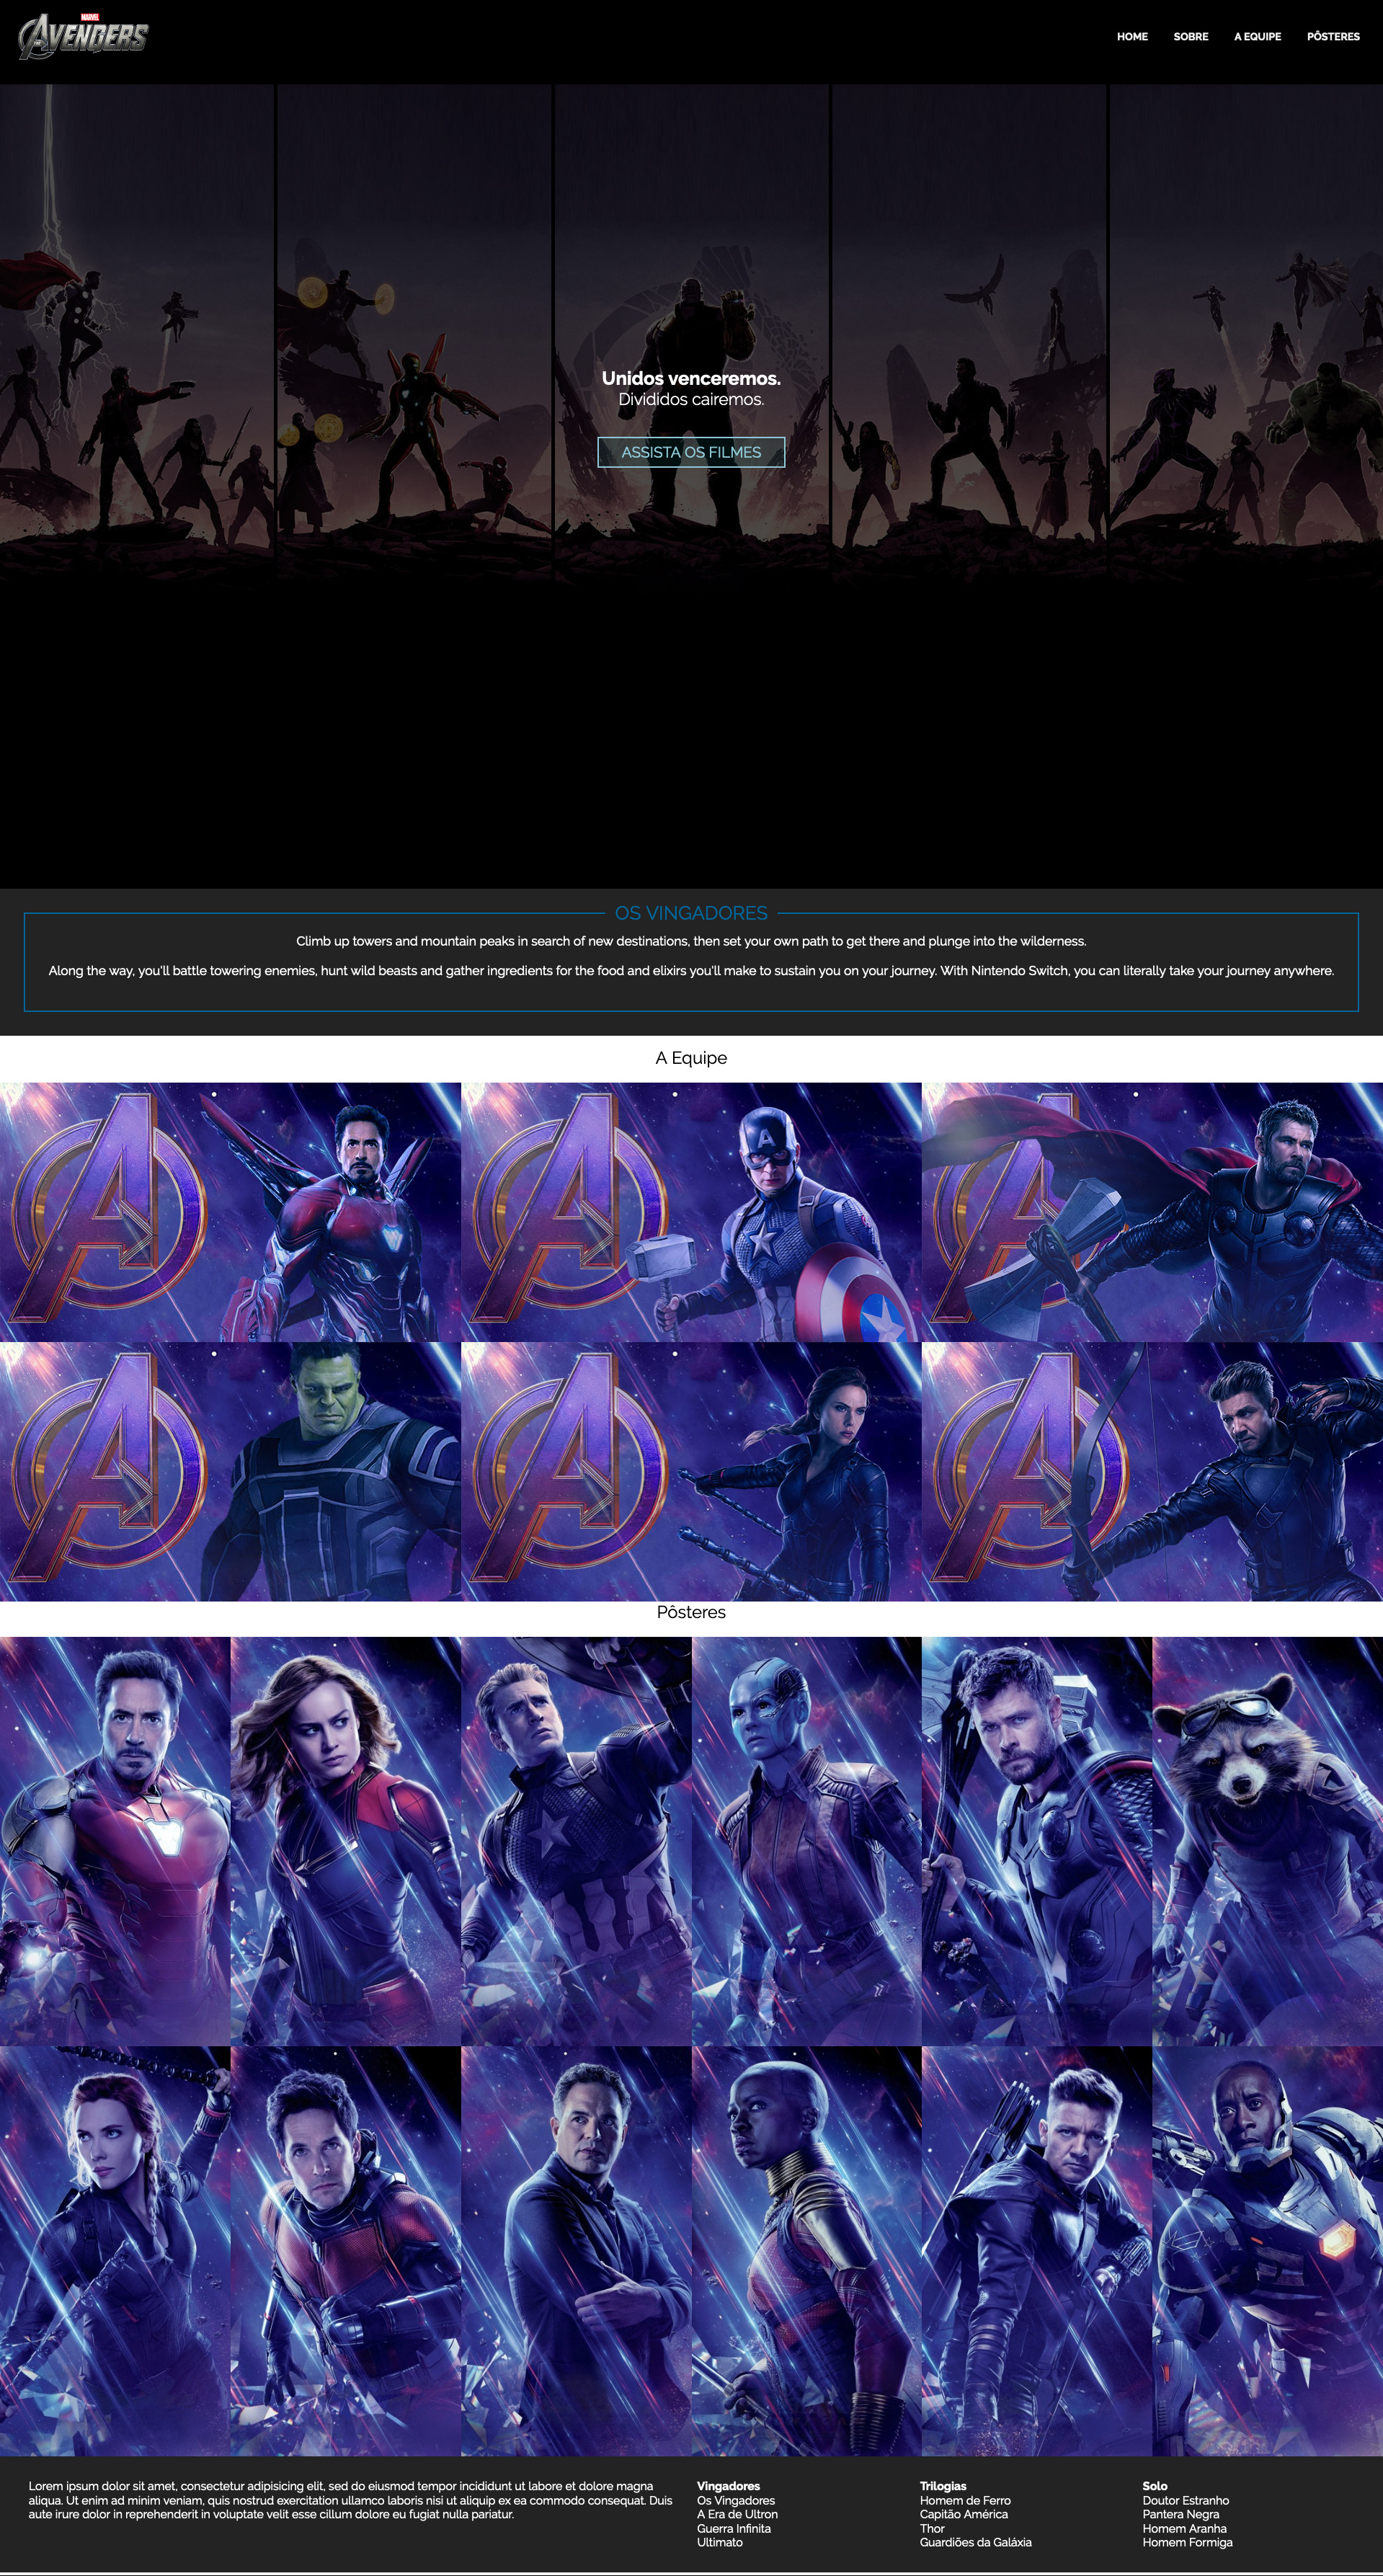 MARVEL
AVENGERS
HOME SOBRE A EQUIPE PÔSTERES
Unidos venceremos.
Divididos cairemos.
ASSISTA OS FILMES
OS VINGADORES
Climb up towers and mountain peaks in search of new destinations, then set your own path to get there and plunge into the wilderness.
Along the way, you'll battle towering enemies, hunt wild beasts and gather ingredients for the food and elixirs you'll make to sustain you on your journey. With Nintendo Switch, you can literally take your journey anywhere.
A Equipe
Pôsteres
Lorem ipsum dolor sit amet, consectetur adipisicing elit, sed do eiusmod tempor incididunt ut labore et dolore magna
aliqua. Ut enim ad minim veniam, quis nostrud exercitation ullamco laboris nisi ut aliquip ex ea commodo consequat. Duis
aute irure dolor in reprehenderit in voluptate velit esse cillum dolore eu fugiat nulla pariatur.
Vingadores
Os Vingadores
A Era de Ultron
Guerra Infinita
Ultimato
Trilogias
Homem de Ferro
Capitão América
Thor
Guardiões da Galáxia
Solo
Doutor Estranho
Pantera Negra
Homem Aranha
Homem Formiga